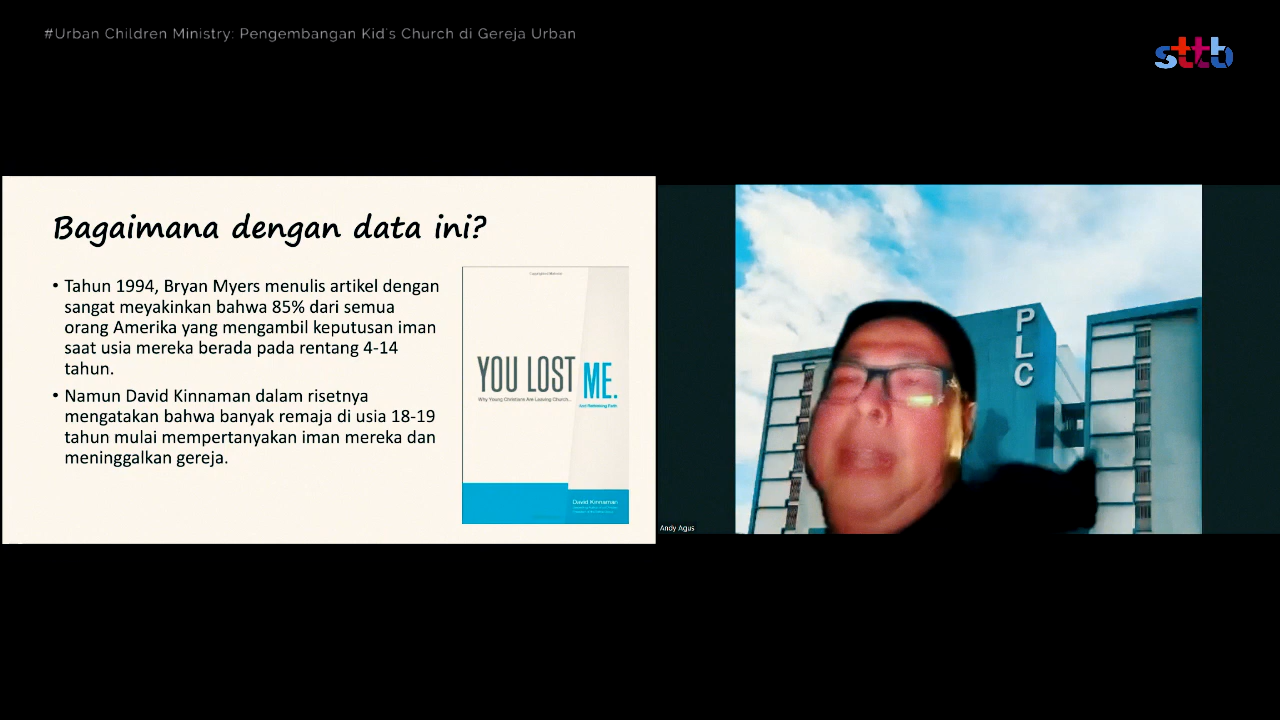 #Urban Children Ministry: Pengembangan Kid's Church di Gereja Urban
sttb
Bagaimana dengan data ini?
• Tahun 1994, Bryan Myers menulis artikel dengan
sangat meyakinkan bahwa 85% dari semua
orang Amerika yang mengambil keputusan iman
saat usia mereka berada pada rentang 4-14
tahun.
• Namun David Kinnaman dalam risetnya
mengatakan bahwa banyak remaja di usia 18-19
tahun mulai mempertanyakan iman mereka dan
meninggalkan gereja.
YOU LOST ME.
Why Young Christians Are Leaving Church...
And Rethinking Faith
David Kinnaman
PLC
Andy Agus